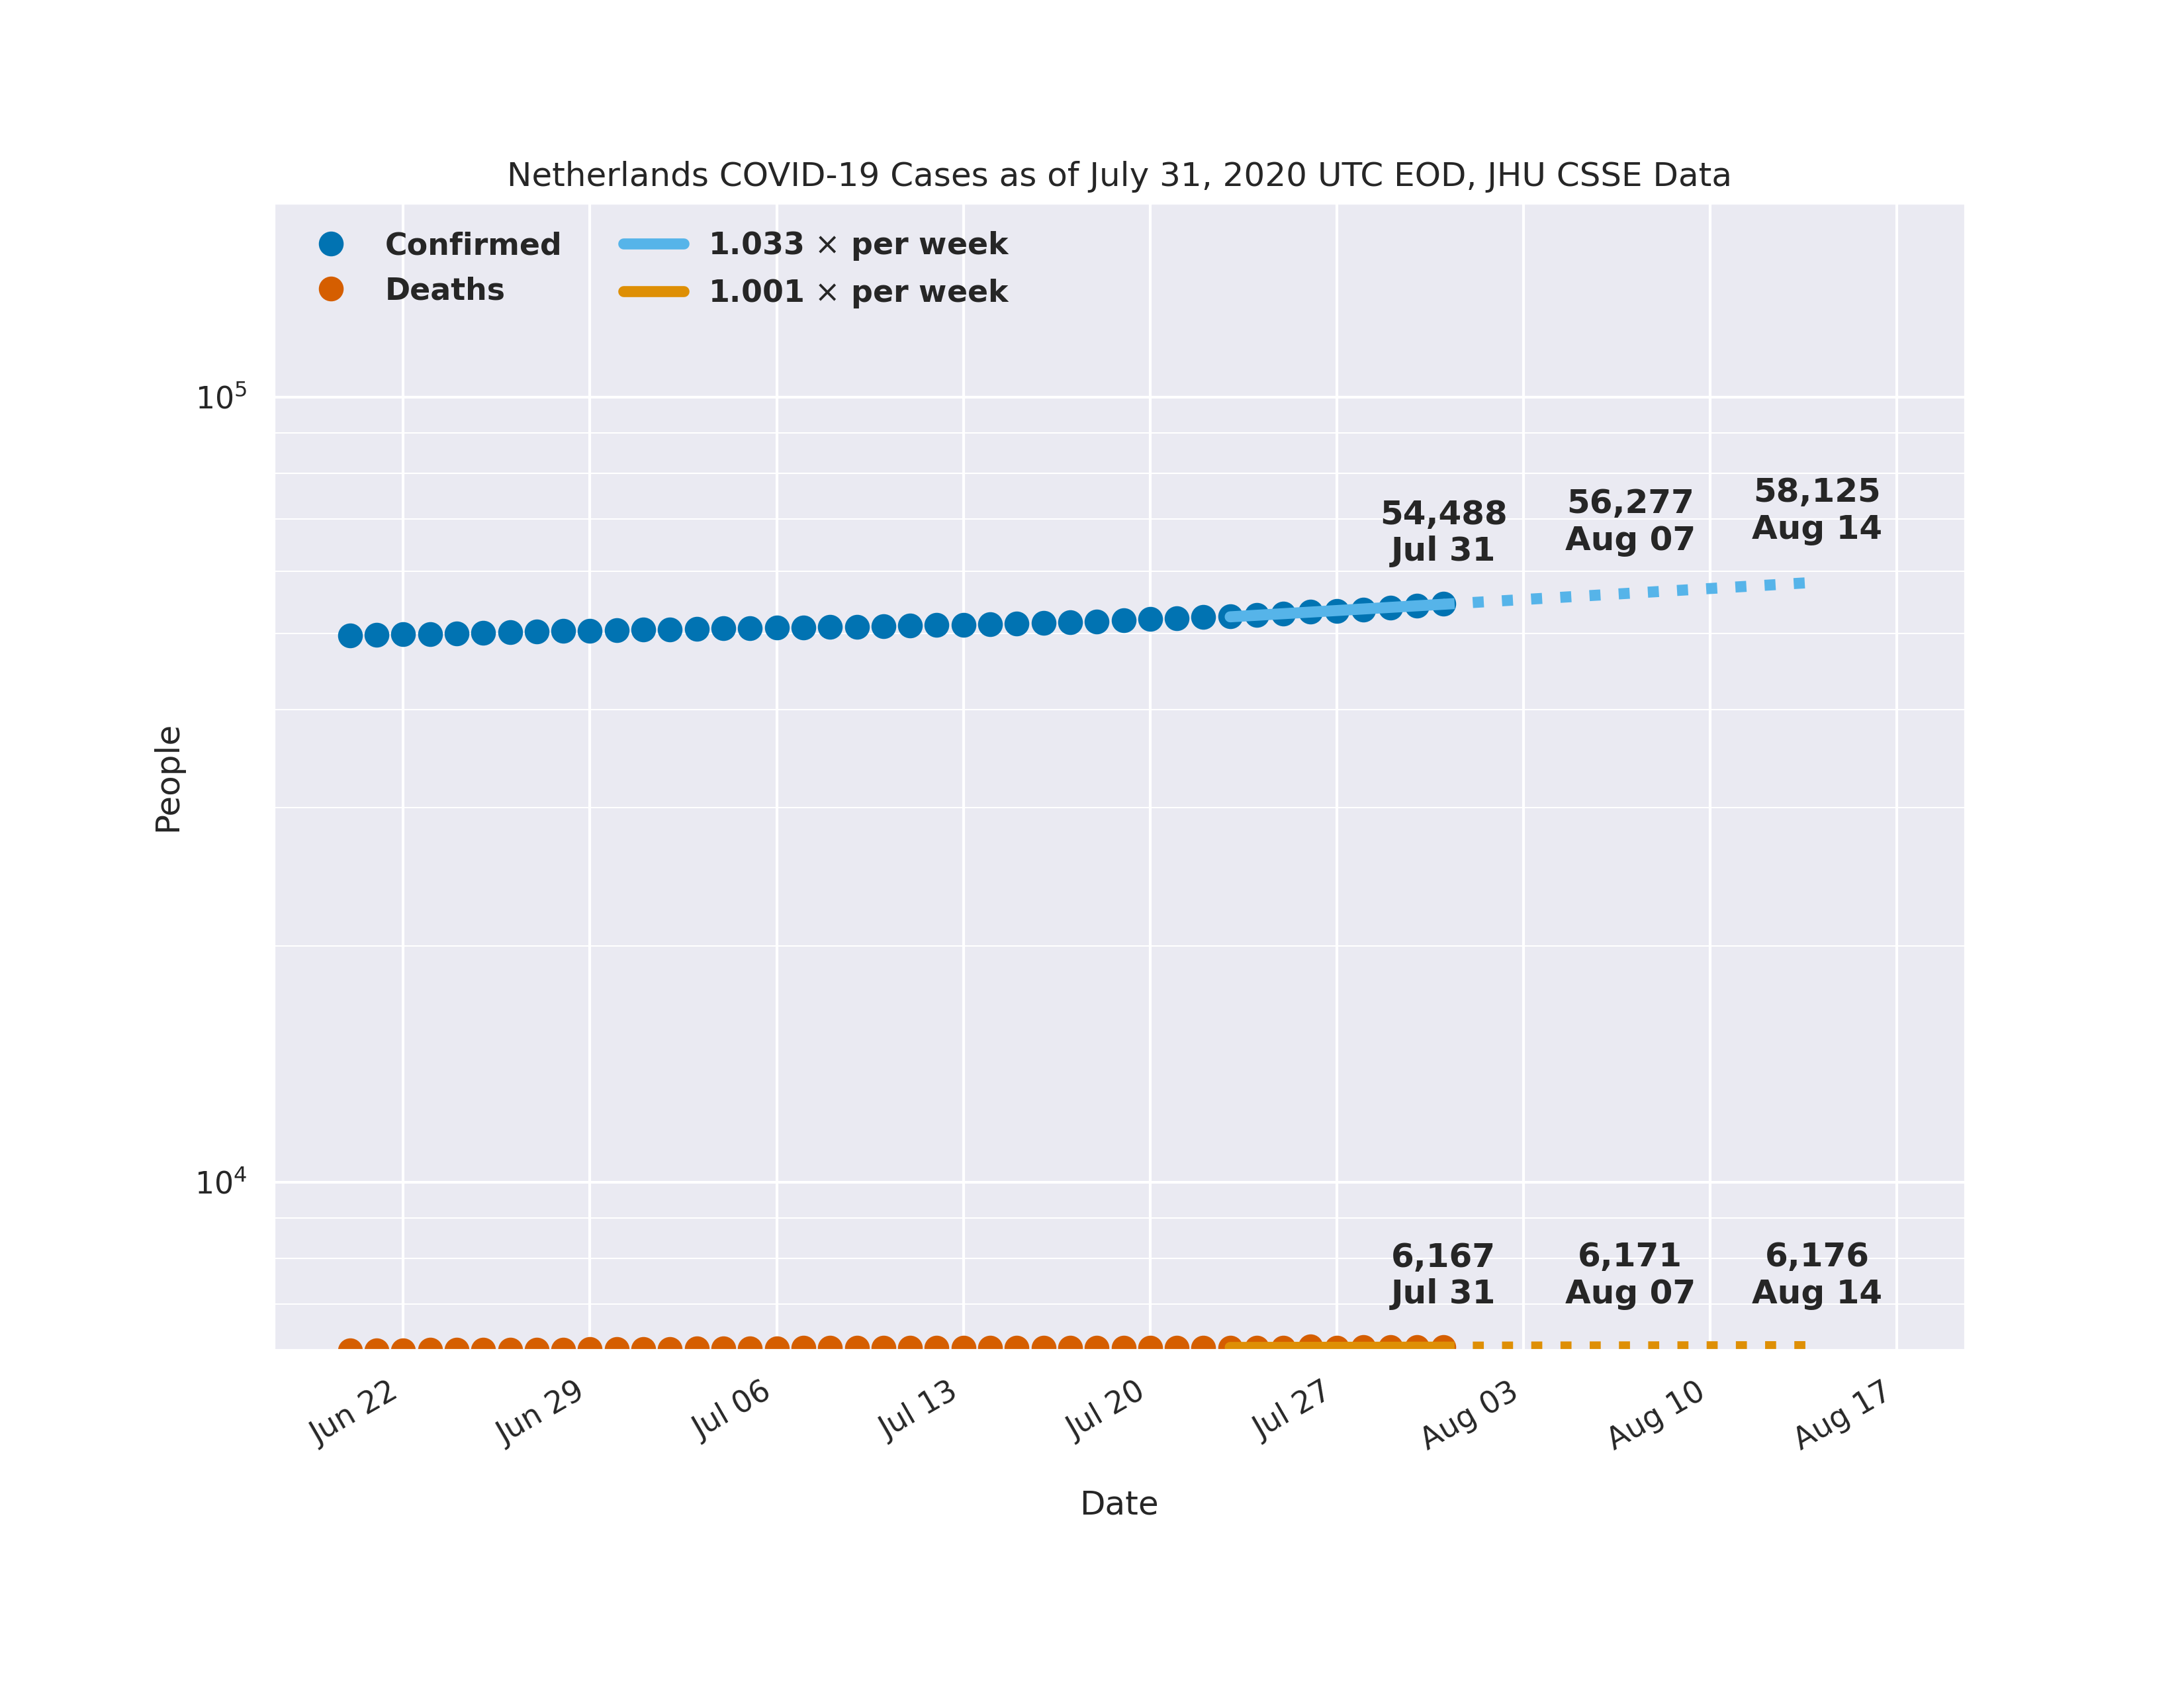 Netherlands COVID-19 Cases as of July 31, 2020 UTC EOD, JHU CSSE Data
Confirmed
Deaths
1.033 × per week
1.001 × per week
10⁵
10⁴
People
54,488
Jul 31
56,277
Aug 07
58,125
Aug 14
6,167
Jul 31
6,171
Aug 07
6,176
Aug 14
Jun 22
Jun 29
Jul 06
Jul 13
Jul 20
Jul 27
Aug 03
Aug 10
Aug 17
Date